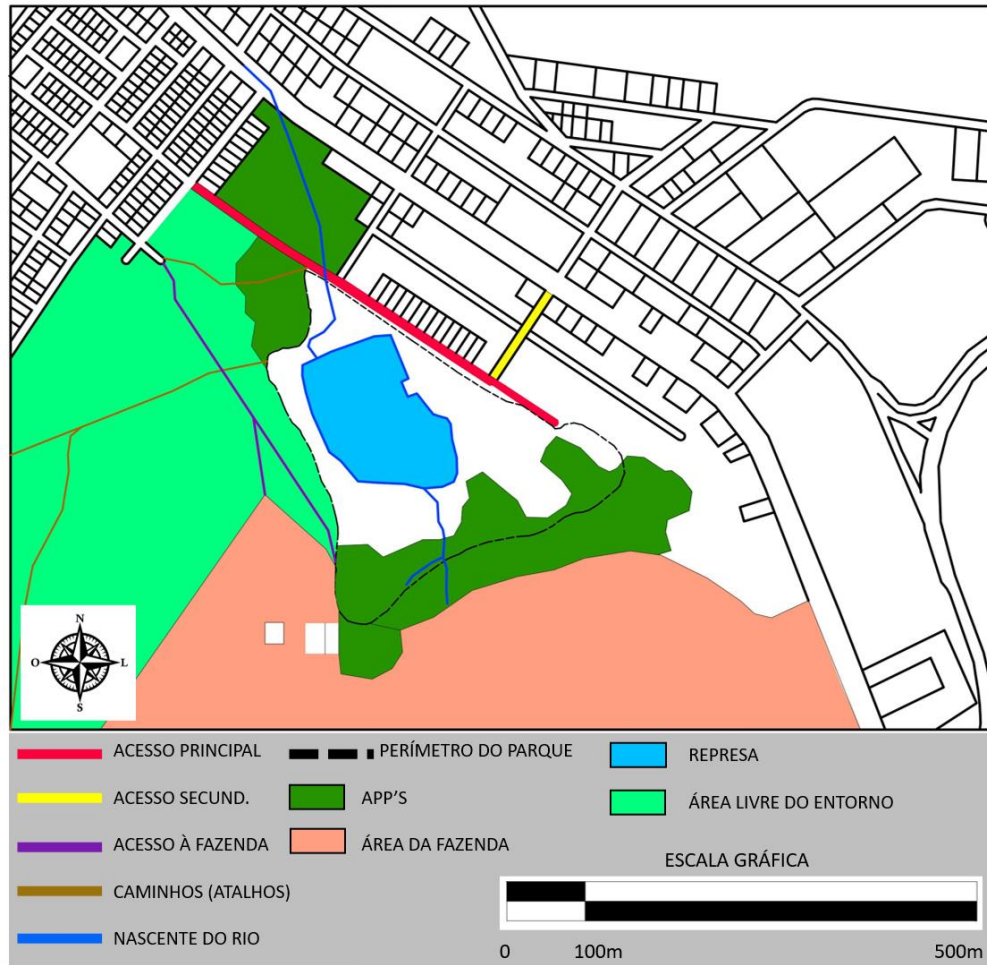 N
O
L
S
ACESSO PRINCIPAL
PERÍMETRO DO PARQUE
REPRESA
ACESSO SECUND.
APP'S
ÁREA LIVRE DO ENTORNO
ACESSO À FAZENDA
ÁREA DA FAZENDA
ESCALA GRÁFICA
CAMINHOS (ATALHOS)
NASCENTE DO RIO
0 100m 500m